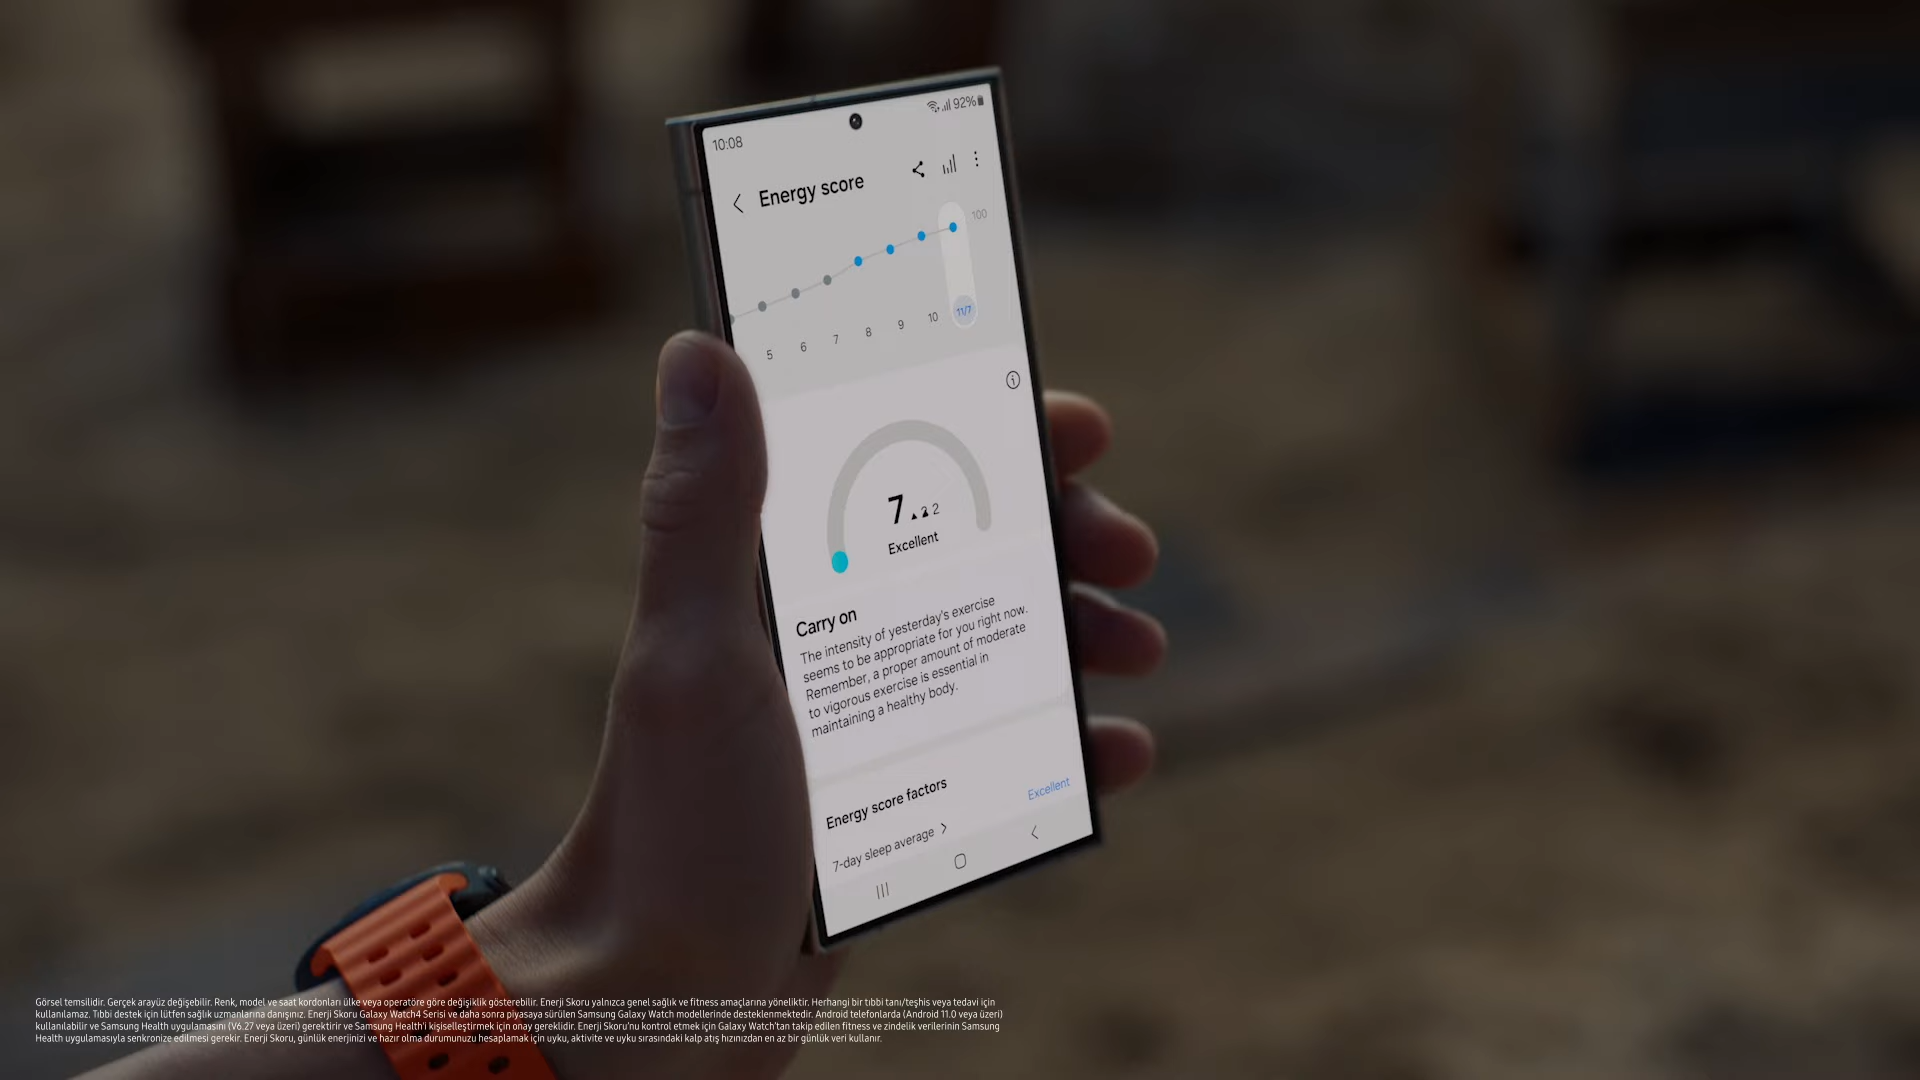 10:08
92%
Energy score
100
5 6 7 8 9 10 11/7
7 2
Excellent
Carry on
The intensity of yesterday's exercise
seems to be appropriate for you right now.
Remember, a proper amount of moderate
to vigorous exercise is essential in
maintaining a healthy body.
Energy score factors
Excellent
7-day sleep average >
Görsel temsilidir. Gerçek arayüz değişebilir. Renk, model ve saat kordonları ülke veya operatöre göre değişiklik gösterebilir. Enerji Skoru yalnızca genel sağlık ve fitness amaçlarına yöneliktir. Herhangi bir tıbbi tanı/teşhis veya tedavi için
kullanılamaz. Tıbbi destek için lütfen sağlık uzmanlarına danışınız. Enerji Skoru Galaxy Watch4 Serisi ve daha sonra piyasaya sürülen Samsung Galaxy Watch modellerinde desteklenmektedir. Android telefonlarda (Android 11.0 veya üzeri)
kullanılabilir ve Samsung Health uygulamasını (V6.27 veya üzeri) gerektirir ve Samsung Health'i kişiselleştirmek için onay gereklidir. Enerji Skoru'nu kontrol etmek için Galaxy Watch'tan takip edilen fitness ve zindelik verilerinin Samsung
Health uygulamasıyla senkronize edilmesi gerekir. Enerji Skoru, günlük enerjinizi ve hazır olma durumunuzu hesaplamak için uyku, aktivite ve uyku sırasındaki kalp atış hızınızdan en az bir günlük veri kullanır.